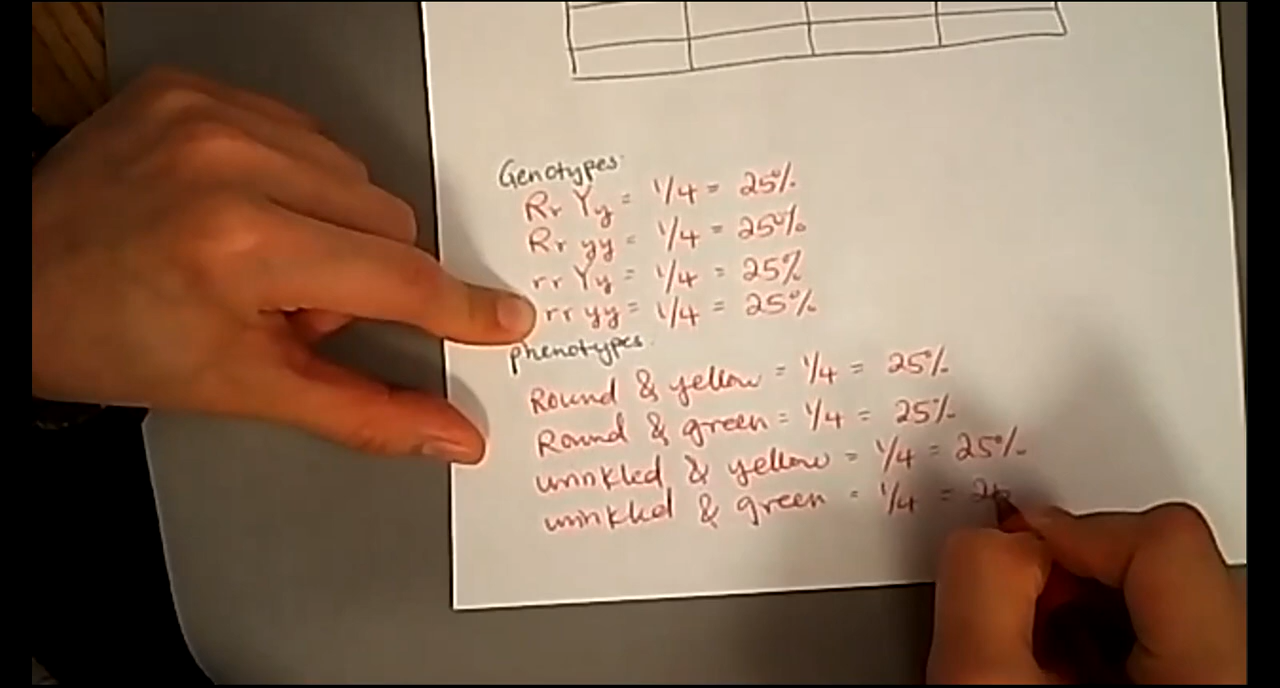 Genotypes:
Rr Yy = 1/4 = 25%
Rr yy = 1/4 = 25%
rr Yy = 1/4 = 25%
rr yy = 1/4 = 25%
phenotypes:
Round & yellow = 1/4 = 25%
Round & green = 1/4 = 25%
wrinkled & yellow = 1/4 = 25%
wrinkled & green = 1/4 = 25